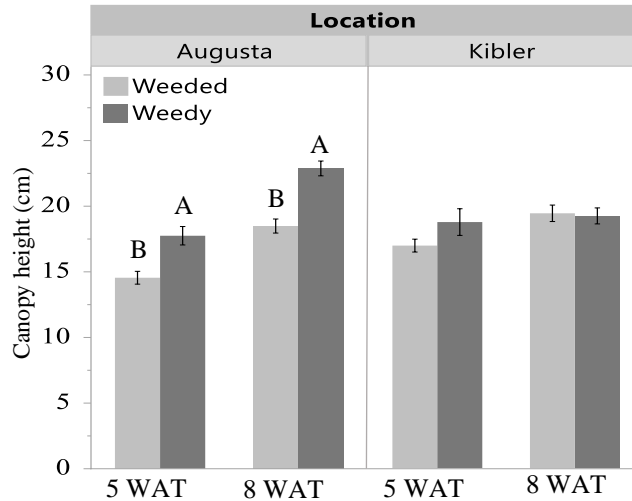 Location
Augusta Kibler
Weeded
Weedy
Canopy height (cm)
30
25
20
15
10
5
0
B A B A
5 WAT 8 WAT 5 WAT 8 WAT